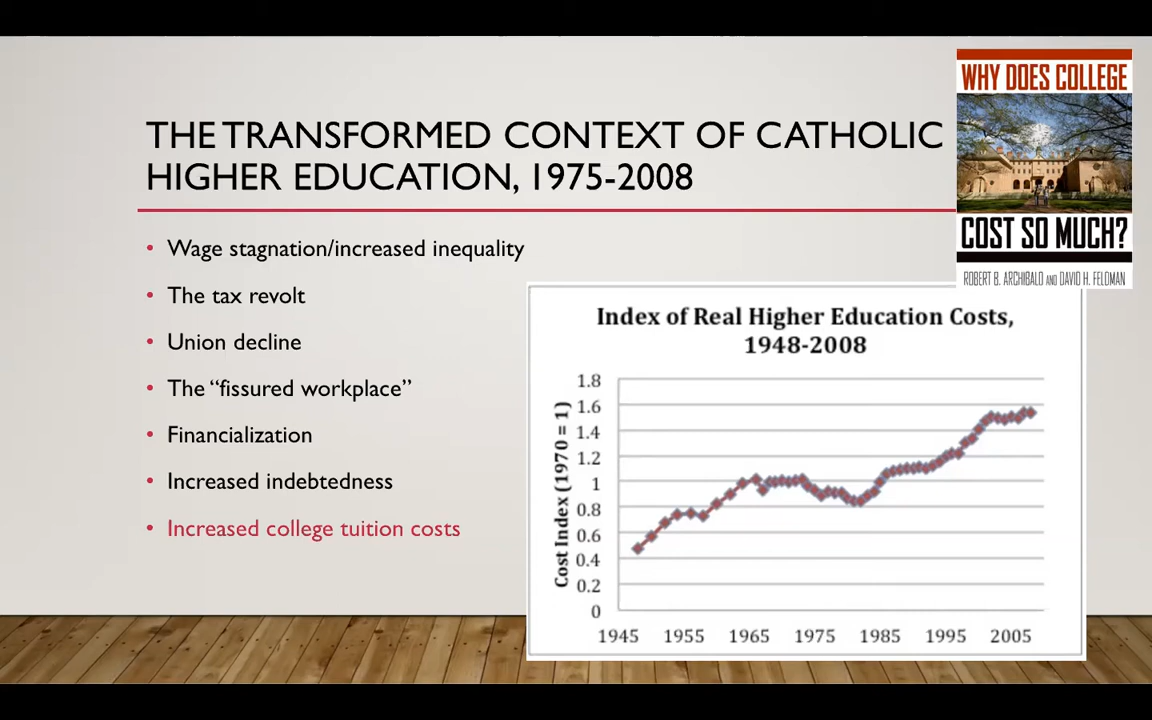 WHY DOES COLLEGE
COST SO MUCH?
ROBERT B. ARCHIBALD AND DAVID H. FELDMAN
THE TRANSFORMED CONTEXT OF CATHOLIC
HIGHER EDUCATION, 1975-2008
• Wage stagnation/increased inequality
• The tax revolt
• Union decline
• The “fissured workplace”
• Financialization
• Increased indebtedness
• Increased college tuition costs
Index of Real Higher Education Costs,
1948-2008
Cost Index (1970 = 1)
1.8
1.6
1.4
1.2
1
0.8
0.6
0.4
0.2
0
1945 1955 1965 1975 1985 1995 2005